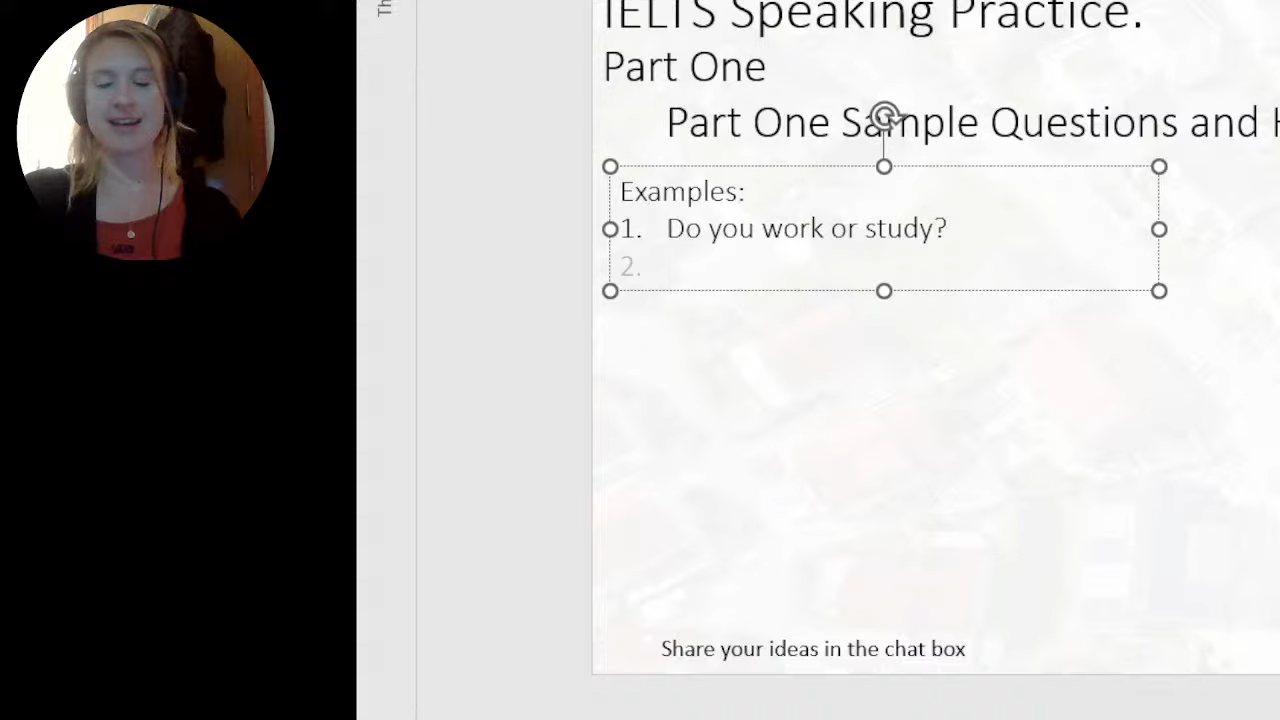 Th
IELTS Speaking Practice.
Part One
Part One Sample Questions and H
Examples:
1. Do you work or study?
2.
Share your ideas in the chat box